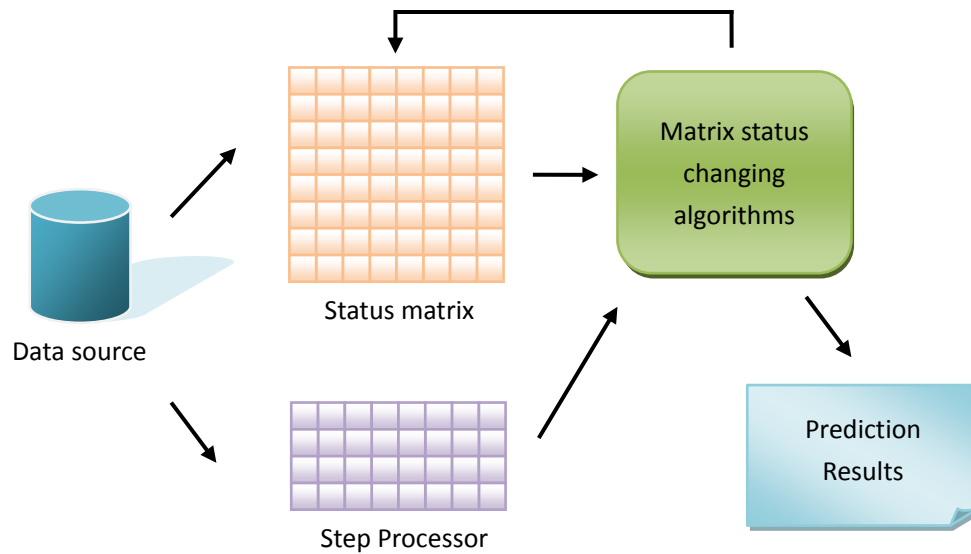 Matrix status
changing
algorithms
Status matrix
Data source
Prediction
Results
Step Processor